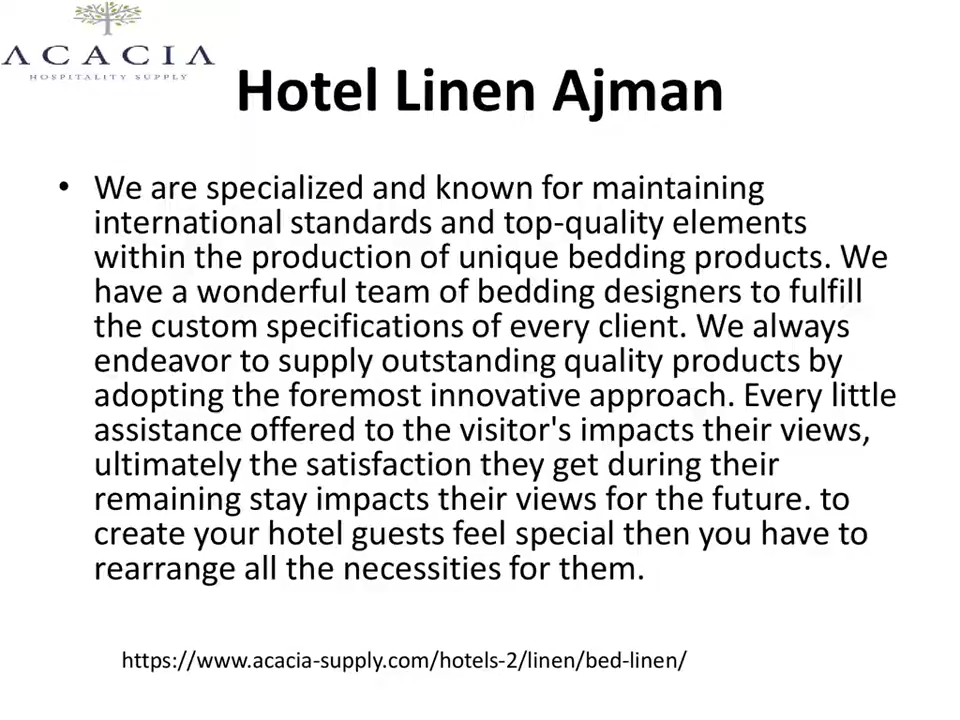 ACACIA
HOSPITALITY SUPPLY
Hotel Linen Ajman
• We are specialized and known for maintaining
international standards and top-quality elements
within the production of unique bedding products. We
have a wonderful team of bedding designers to fulfill
the custom specifications of every client. We always
endeavor to supply outstanding quality products by
adopting the foremost innovative approach. Every little
assistance offered to the visitor's impacts their views,
ultimately the satisfaction they get during their
remaining stay impacts their views for the future. to
create your hotel guests feel special then you have to
rearrange all the necessities for them.
https://www.acacia-supply.com/hotels-2/linen/bed-linen/